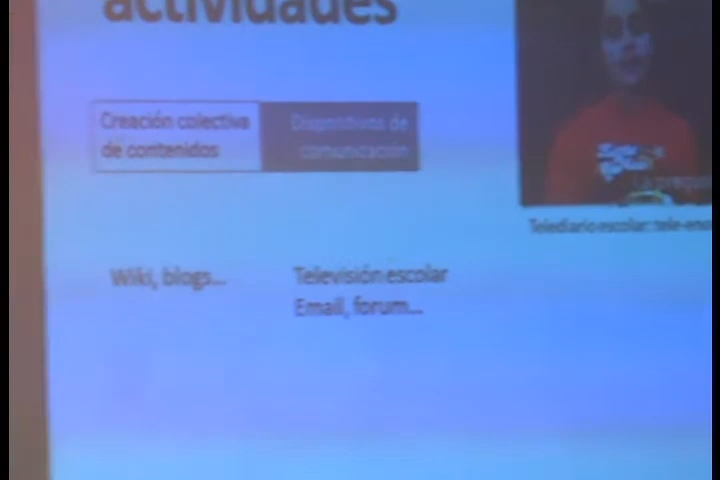 actividades
Creación colectiva
de contenidos
Dispositivos de
comunicación
Telediario escolar: tele-
Wiki, blogs...
Televisión escolar
Email, forum...